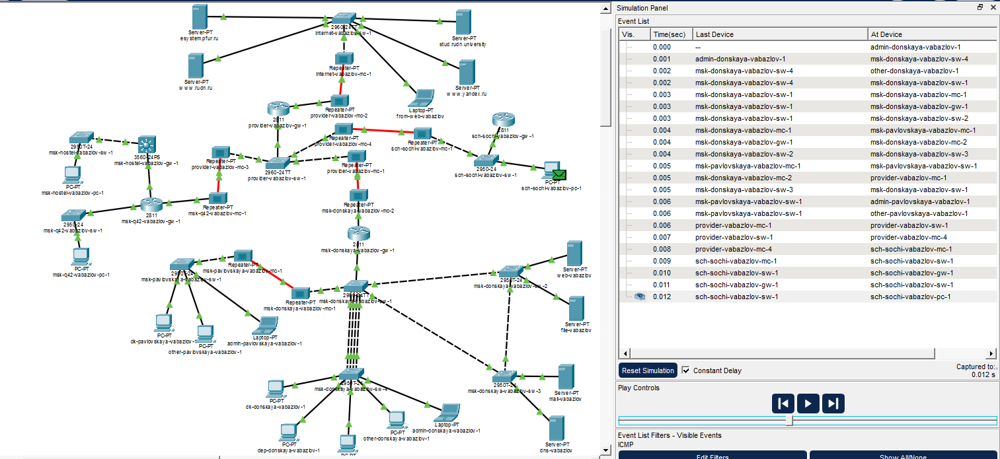 Server-PT
esystem.pfur.ru
2960-24TT
internet-vabazlov-sw-1
Server-PT
stud.rudn.university
Server-PT
www.rudn.ru
Repeater-PT
internet-vabazlov-mc-1
Server-PT
www.yandex.ru
Laptop-PT
from-web-vabazlov
2811
provider-vabazlov-gw-1
Repeater-PT
provider-vabazlov-mc-2
2811
sch-sochi-vabazlov-gw-1
Repeater-PT
provider-vabazlov-mc-4
Repeater-PT
sch-sochi-vabazlov-mc-1
2950T-24
msk-hostel-vabazlov-sw-1
3560-24PS
msk-hostel-vabazlov-gw-1
Repeater-PT
provider-vabazlov-mc-3
2960-24TT
provider-vabazlov-sw-1
Repeater-PT
provider-vabazlov-mc-1
2950-24
sch-sochi-vabazlov-sw-1
PC-PT
sch-sochi-vabazlov-pc-1
PC-PT
msk-hostel-vabazlov-pc-1
Repeater-PT
msk-q42-vabazlov-mc-1
2811
msk-q42-vabazlov-gw-1
Repeater-PT
msk-donskaya-vabazlov-mc-2
2950-24
msk-q42-vabazlov-sw-1
2811
msk-donskaya-vabazlov-gw-1
PC-PT
msk-q42-vabazlov-pc-1
Repeater-PT
msk-pavlovskaya-vabazlov-mc-1
2950T-24
msk-pavlovskaya-vabazlov-sw-1
Server-PT
web-vabazlov
2950T-24
msk-donskaya-vabazlov-sw-2
Repeater-PT
msk-donskaya-vabazlov-mc-1
2960-24TT
msk-donskaya-vabazlov-sw-1
Server-PT
file-vabazlov
PC-PT
dk-pavlovskaya-vabazlov-1
PC-PT
other-pavlovskaya-vabazlov-1
Laptop-PT
admin-pavlovskaya-vabazlov-1
2950T-24
msk-donskaya-vabazlov-sw-4
2950T-24
msk-donskaya-vabazlov-sw-3
Server-PT
mail-vabazlov
PC-PT
dk-donskaya-vabazlov-1
PC-PT
other-donskaya-vabazlov-1
Laptop-PT
admin-donskaya-vabazlov-1
PC-PT
dep-donskaya-vabazlov-1
PC-PT
Server-PT
dns-vabazlov
Simulation Panel
Event List
Vis. Time(sec) Last Device At Device
0.000 -- admin-donskaya-vabazlov-1
0.001 admin-donskaya-vabazlov-1 msk-donskaya-vabazlov-sw-4
0.002 msk-donskaya-vabazlov-sw-4 other-donskaya-vabazlov-1
0.002 msk-donskaya-vabazlov-sw-4 msk-donskaya-vabazlov-sw-1
0.003 msk-donskaya-vabazlov-sw-1 msk-donskaya-vabazlov-mc-1
0.003 msk-donskaya-vabazlov-sw-1 msk-donskaya-vabazlov-gw-1
0.003 msk-donskaya-vabazlov-sw-1 msk-donskaya-vabazlov-sw-2
0.004 msk-donskaya-vabazlov-mc-1 msk-pavlovskaya-vabazlov-mc-1
0.004 msk-donskaya-vabazlov-gw-1 msk-donskaya-vabazlov-mc-2
0.004 msk-donskaya-vabazlov-sw-2 msk-donskaya-vabazlov-sw-3
0.005 msk-pavlovskaya-vabazlov-mc-1 msk-pavlovskaya-vabazlov-sw-1
0.005 msk-donskaya-vabazlov-mc-2 provider-vabazlov-mc-1
0.005 msk-donskaya-vabazlov-sw-3 msk-donskaya-vabazlov-sw-1
0.006 msk-pavlovskaya-vabazlov-sw-1 admin-pavlovskaya-vabazlov-1
0.006 msk-pavlovskaya-vabazlov-sw-1 other-pavlovskaya-vabazlov-1
0.006 provider-vabazlov-mc-1 provider-vabazlov-sw-1
0.007 provider-vabazlov-sw-1 provider-vabazlov-mc-4
0.008 provider-vabazlov-mc-4 sch-sochi-vabazlov-mc-1
0.009 sch-sochi-vabazlov-mc-1 sch-sochi-vabazlov-sw-1
0.010 sch-sochi-vabazlov-sw-1 sch-sochi-vabazlov-gw-1
0.011 sch-sochi-vabazlov-gw-1 sch-sochi-vabazlov-sw-1
0.012 sch-sochi-vabazlov-sw-1 sch-sochi-vabazlov-pc-1
Reset Simulation Constant Delay
Captured to:
0.012 s
Play Controls
Event List Filters - Visible Events
ICMP
Edit Filters Show All/None